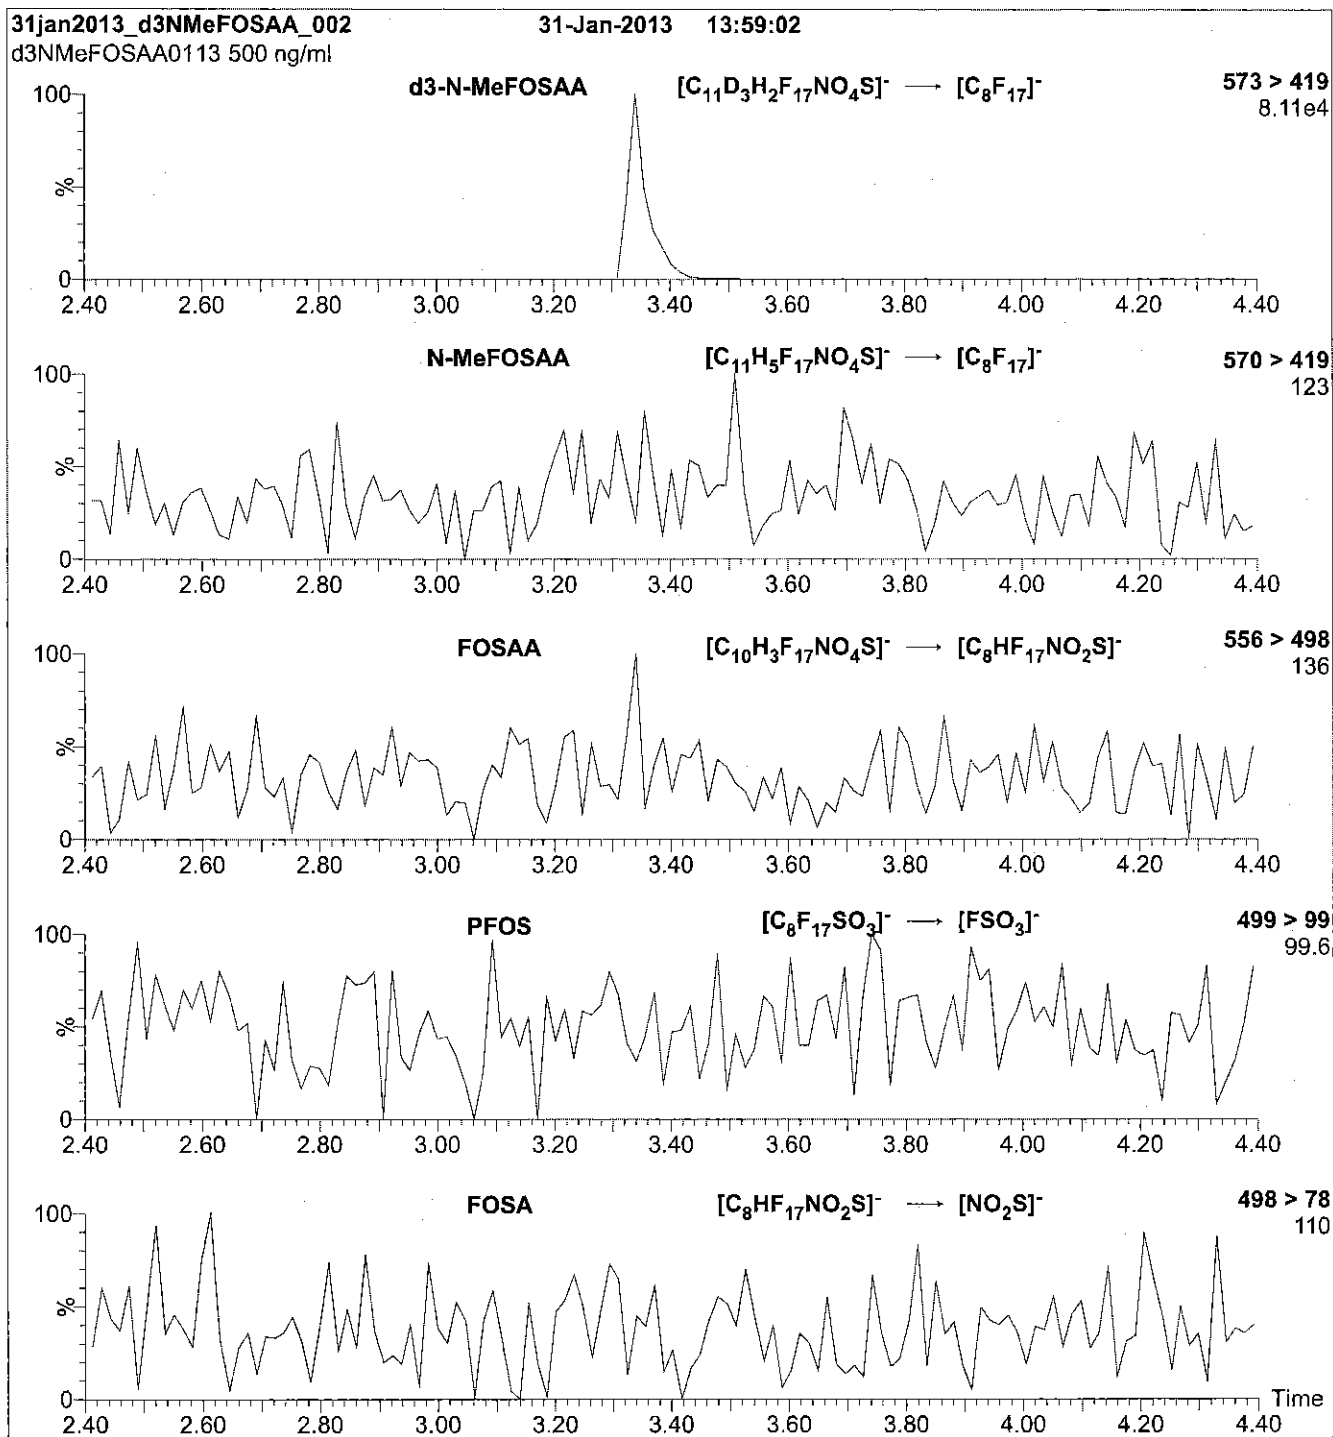 31jan2013_d3NMeFOSAA_002 31-Jan-2013 13:59:02
d3NMeFOSAA0113 500 ng/ml
d3-N-MeFOSAA [C11D3H2F17NO4S]- → [C8F17]- 573 > 419
8.11e4
100
%
0
2.40 2.60 2.80 3.00 3.20 3.40 3.60 3.80 4.00 4.20 4.40
N-MeFOSAA [C11H5F17NO4S]- → [C8F17]- 570 > 419
123
100
%
0
2.40 2.60 2.80 3.00 3.20 3.40 3.60 3.80 4.00 4.20 4.40
FOSAA [C10H3F17NO4S]- → [C8HF17NO2S]- 556 > 498
136
100
%
0
2.40 2.60 2.80 3.00 3.20 3.40 3.60 3.80 4.00 4.20 4.40
PFOS [C8F17SO3]- → [FSO3]- 499 > 99
99.6
100
%
0
2.40 2.60 2.80 3.00 3.20 3.40 3.60 3.80 4.00 4.20 4.40
FOSA [C8HF17NO2S]- → [NO2S]- 498 > 78
110
100
%
0
Time
2.40 2.60 2.80 3.00 3.20 3.40 3.60 3.80 4.00 4.20 4.40